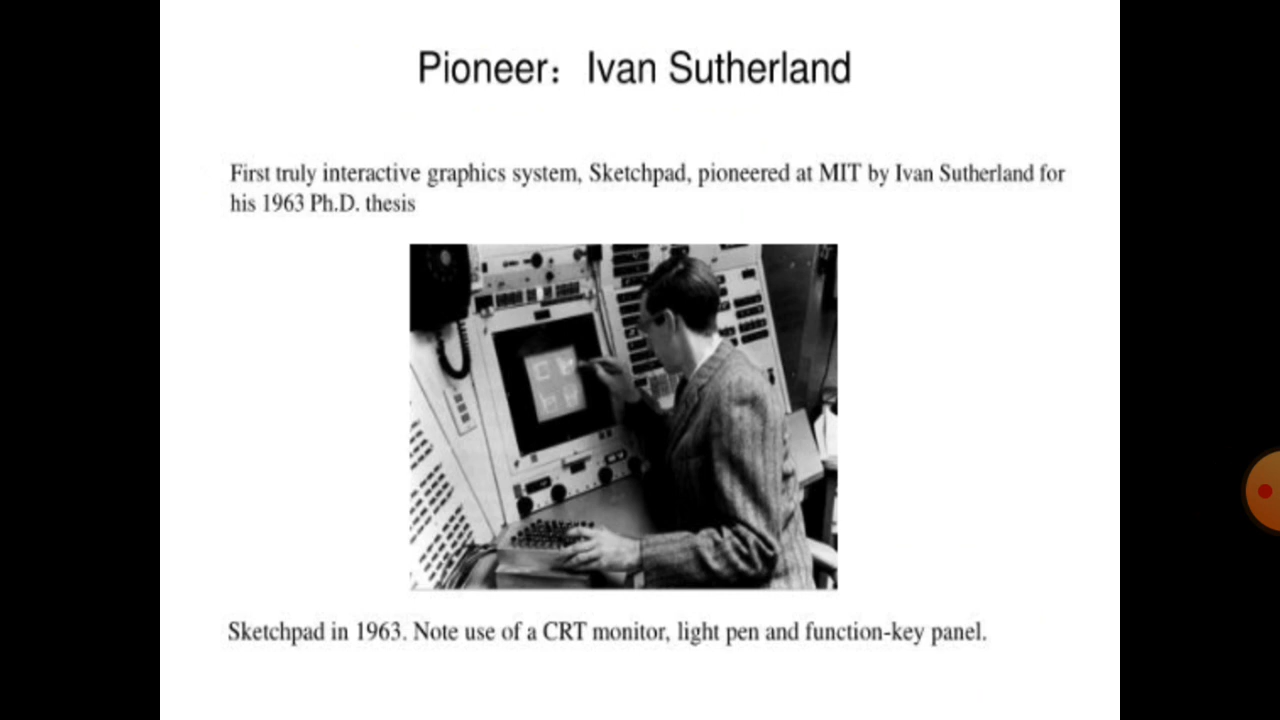 Pioneer： Ivan Sutherland
First truly interactive graphics system, Sketchpad, pioneered at MIT by Ivan Sutherland for
his 1963 Ph.D. thesis
Sketchpad in 1963. Note use of a CRT monitor, light pen and function-key panel.